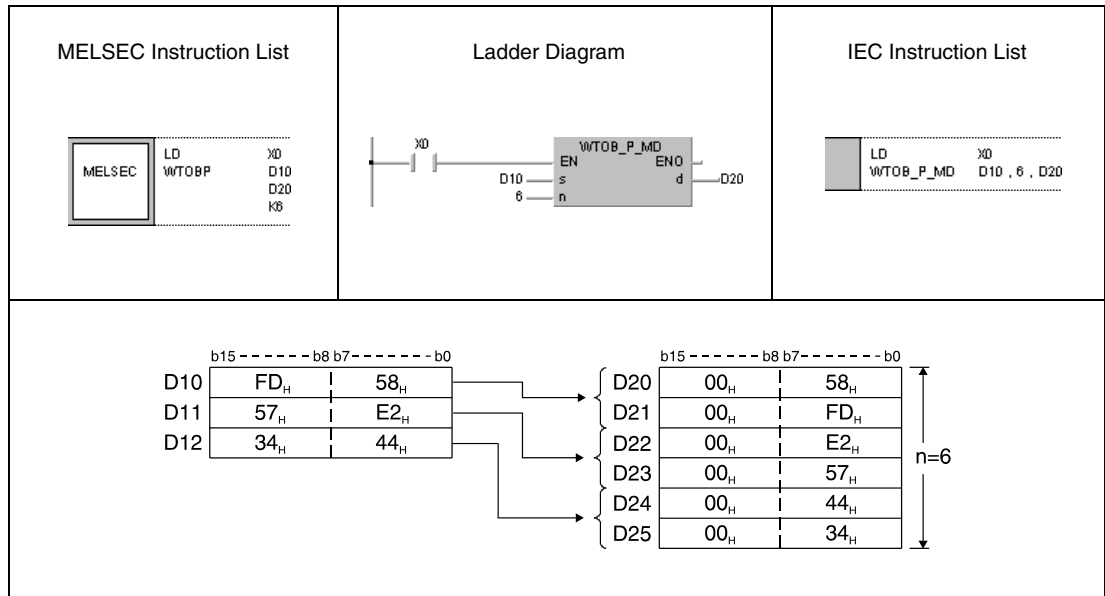 MELSEC Instruction List
Ladder Diagram
IEC Instruction List
MELSEC
LD X0
WTOBP D10
D20
K6
X0
WTOB_P_MD
EN ENO
D10 s d D20
6 n
LD X0
WTOB_P_MD D10 , 6 , D20
b15 - - - - - - - b8 b7- - - - - - - - b0
D10 FDH 58H
D11 57H E2H
D12 34H 44H
b15 - - - - - - - b8 b7- - - - - - - - b0
D20 00H 58H
D21 00H FDH
D22 00H E2H
D23 00H 57H
D24 00H 44H
D25 00H 34H
n=6